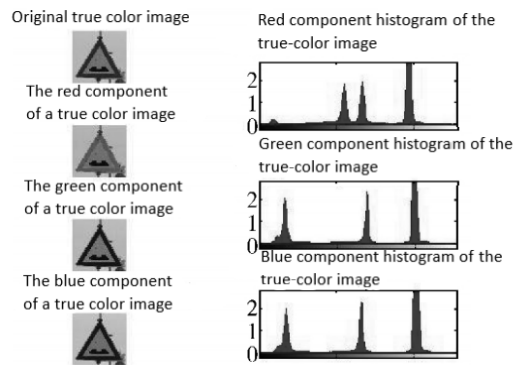 Original true color image
The red component
of a true color image
The green component
of a true color image
The blue component
of a true color image
Red component histogram of the
true-color image
2
1
0
Green component histogram of the
true-color image
2
1
0
Blue component histogram of the
true-color image
2
1
0